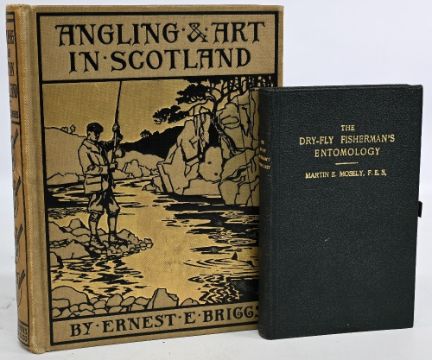 ANGLING · & · ART
IN · SCOTLAND
BY · ERNEST · E · BRIGGS
THE
DRY-FLY FISHERMAN'S
ENTOMOLOGY
MARTIN E. MOSELY, F.E.S.